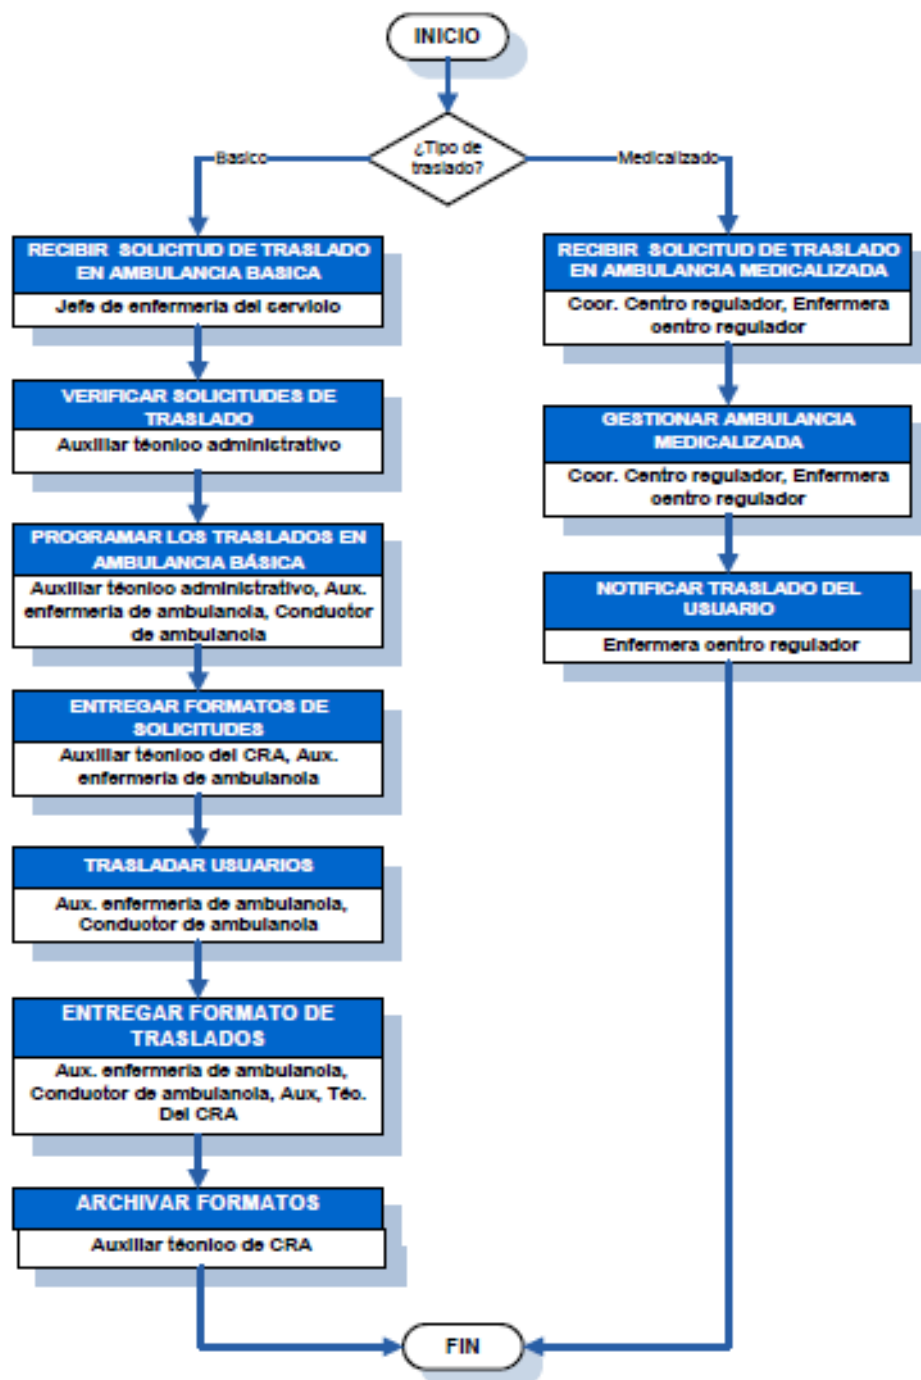 INICIO
¿Tipo de
traslado?
Basico
Medicalizado
RECIBIR SOLICITUD DE TRASLADO
EN AMBULANCIA BASICA
Jefe de enfermeria del servicio
VERIFICAR SOLICITUDES DE
TRASLADO
Auxiliar técnico administrativo
PROGRAMAR LOS TRASLADOS EN
AMBULANCIA BÁSICA
Auxiliar técnico administrativo, Aux.
enfermeria de ambulancia, Conductor
de ambulancia
ENTREGAR FORMATOS DE
SOLICITUDES
Auxiliar técnico del CRA, Aux.
enfermeria de ambulancia
TRASLADAR USUARIOS
Aux. enfermeria de ambulancia,
Conductor de ambulancia
ENTREGAR FORMATO DE
TRASLADOS
Aux. enfermeria de ambulancia,
Conductor de ambulancia, Aux, Téc.
Del CRA
ARCHIVAR FORMATOS
Auxiliar técnico de CRA
RECIBIR SOLICITUD DE TRASLADO
EN AMBULANCIA MEDICALIZADA
Coor. Centro regulador, Enfermera
centro regulador
GESTIONAR AMBULANCIA
MEDICALIZADA
Coor. Centro regulador, Enfermera
centro regulador
NOTIFICAR TRASLADO DEL
USUARIO
Enfermera centro regulador
FIN